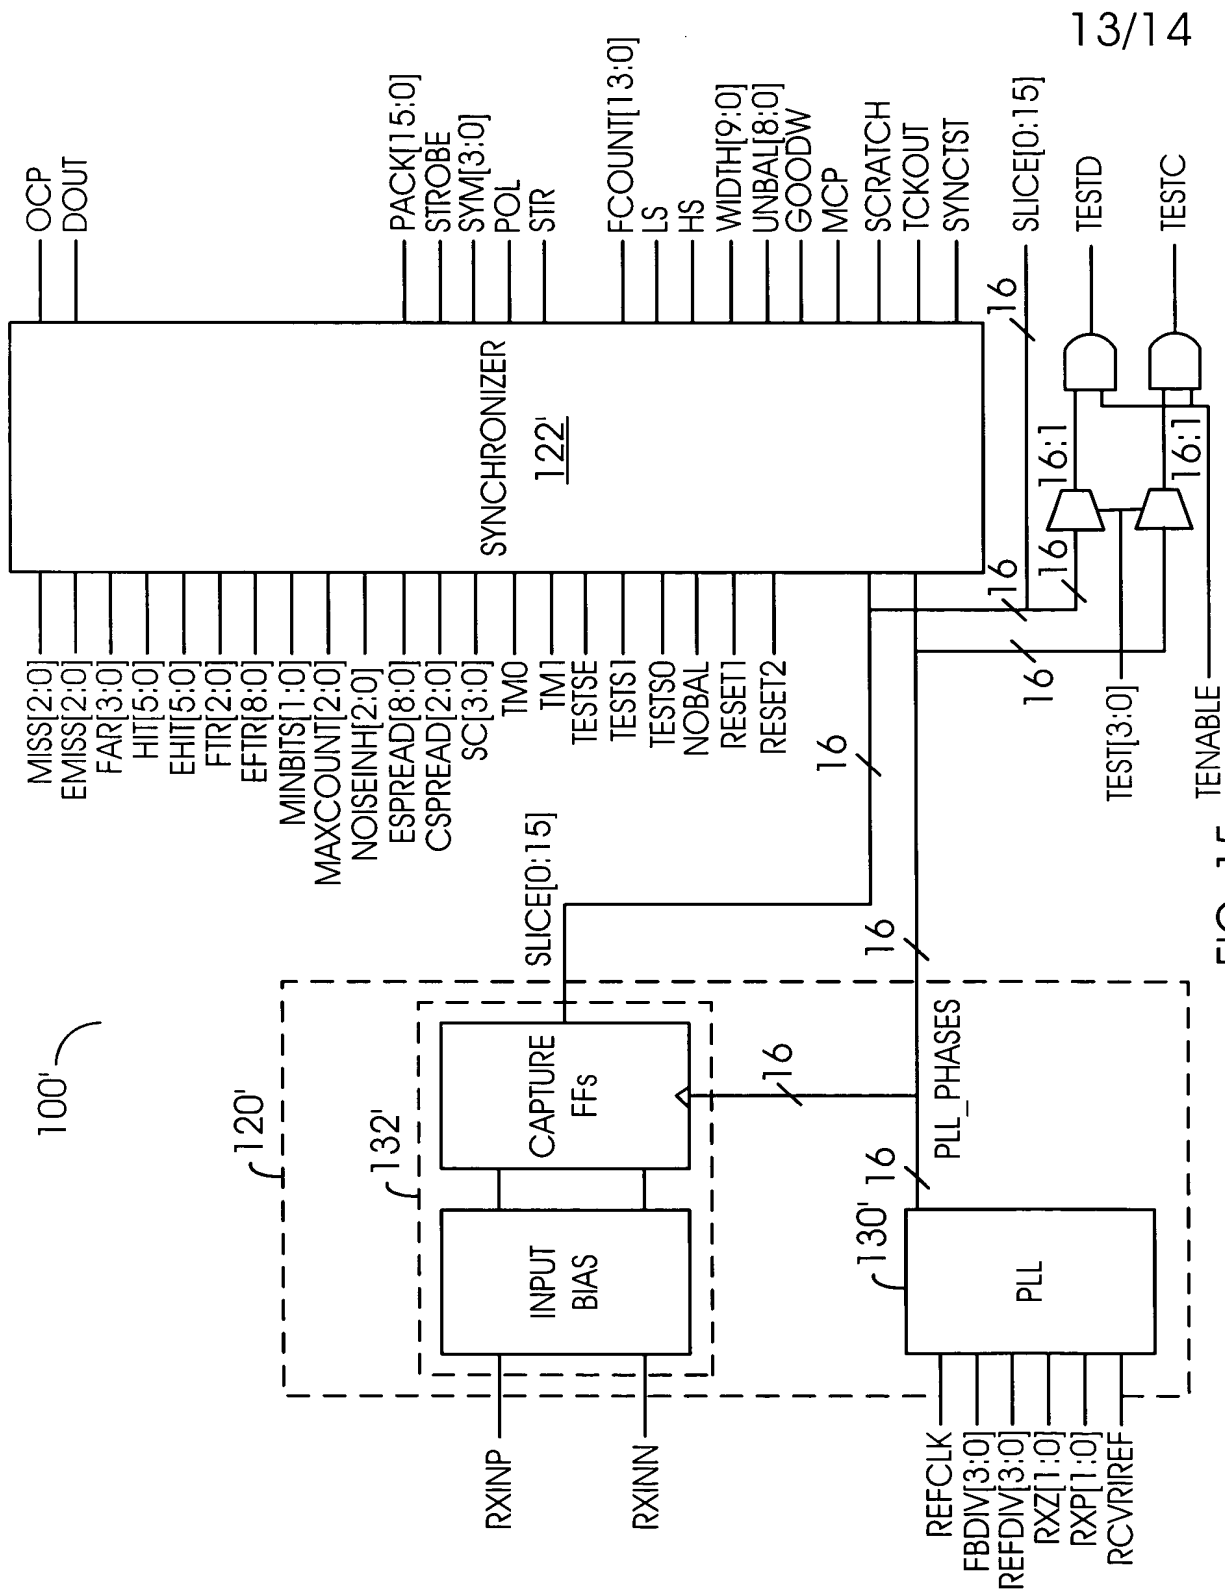 13/14
100'
120'
132'
RXINP
RXINN
INPUT
BIAS
CAPTURE
FFs
SLICE[0:15]
16
130'
PLL
16
PLL_PHASES
REFCLK
FBDIV[3:0]
REFDIV[3:0]
RXZ[1:0]
RXP[1:0]
RCVRIREF
16
16
MISS[2:0]
EMISS[2:0]
FAR[3:0]
HIT[5:0]
EHIT[5:0]
FTR[2:0]
EFTR[8:0]
MINBITS[1:0]
MAXCOUNT[2:0]
NOISEINH[2:0]
ESPREAD[8:0]
CSPREAD[2:0]
SC[3:0]
TM0
TM1
TESTSE
TESTS1
TESTS0
NOBAL
RESET1
RESET2
SYNCHRONIZER
122'
OCP
DOUT
PACK[15:0]
STROBE
SYM[3:0]
POL
STR
FCOUNT[13:0]
LS
HS
WIDTH[9:0]
UNBAL[8:0]
GOODW
MCP
SCRATCH
TCKOUT
SYNCTST
16
16
16
16
SLICE[0:15]
16:1
16:1
TESTD
TESTC
TEST[3:0]
TENABLE